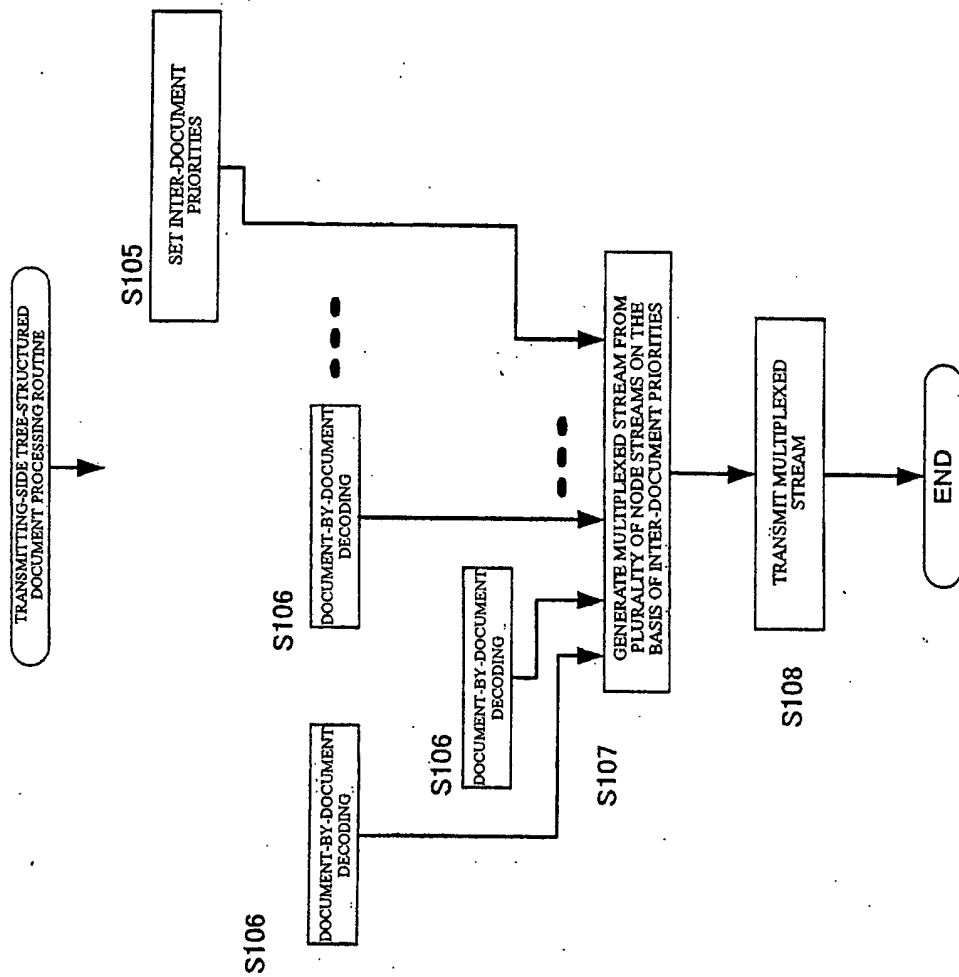 TRANSMITTING-SIDE TREE-STRUCTURED
DOCUMENT PROCESSING ROUTINE
S105
SET INTER-DOCUMENT
PRIORITIES
S106
DOCUMENT-BY-DOCUMENT
DECODING
S106
DOCUMENT-BY-DOCUMENT
DECODING
S106
DOCUMENT-BY-DOCUMENT
DECODING
S107
GENERATE MULTIPLEXED STREAM FROM
PLURALITY OF NODE STREAMS ON THE
BASIS OF INTER-DOCUMENT PRIORITIES
S108
TRANSMIT MULTIPLEXED
STREAM
END